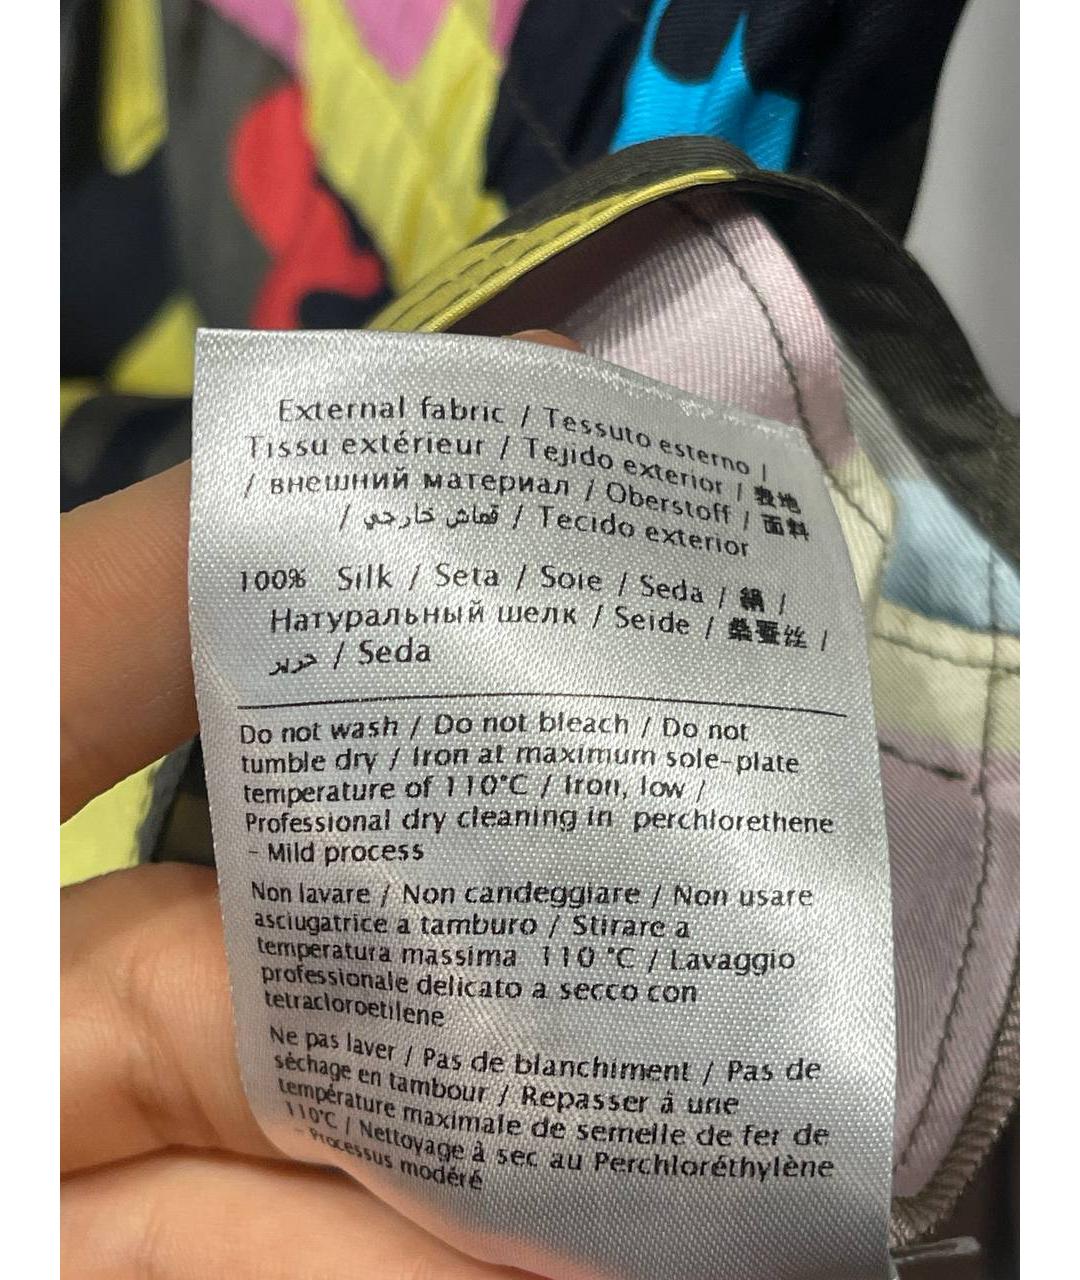 External fabric / Tessuto esterno /
Tissu extérieur / Tejido exterior / 表地
/ внешний материал / Oberstoff / 面料
/ قماش خارجي / Tecido exterior
100% Silk / Seta / Soie / Seda / 絹 /
Натуральный шелк / Seide / 桑蚕丝 /
حرير / Seda
Do not wash / Do not bleach / Do not
tumble dry / Iron at maximum sole-plate
temperature of 110°C / Iron, low /
Professional dry cleaning in perchlorethene
- Mild process
Non lavare / Non candeggiare / Non usare
asciugatrice a tamburo / Stirare a
temperatura massima 110 °C / Lavaggio
professionale delicato a secco con
tetracloroetilene
Ne pas laver / Pas de blanchiment / Pas de
séchage en tambour / Repasser à une
température maximale de semelle de fer de
110°C / Nettoyage à sec au Perchloréthylène
- Processus modéré